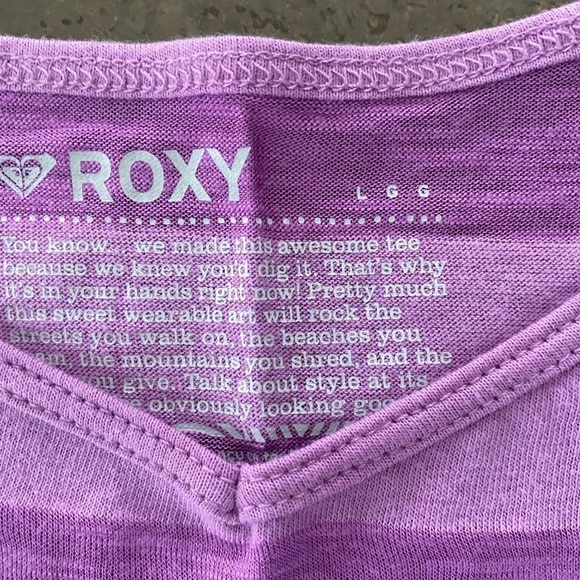 ROXY
L G G
You know... we made this awesome tee
because we knew you'd dig it. That's why
it's in your hands right now! Pretty much
this sweet wearable art will rock the
streets you walk on, the beaches you
the mountains you shred, and the
you give. Talk about style at its
obviously looking